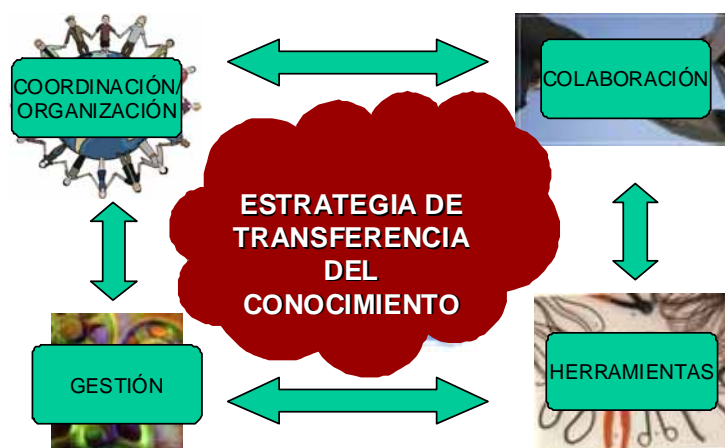 COORDINACIÓN/
ORGANIZACIÓN
COLABORACIÓN
ESTRATEGIA DE
TRANSFERENCIA
DEL
CONOCIMIENTO
GESTIÓN
HERRAMIENTAS